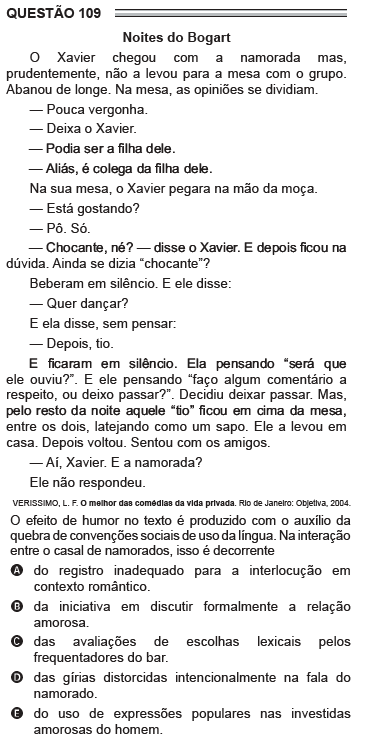 QUESTÃO 109
Noites do Bogart
O Xavier chegou com a namorada mas,
prudentemente, não a levou para a mesa com o grupo.
Abanou de longe. Na mesa, as opiniões se dividiam.
— Pouca vergonha.
— Deixa o Xavier.
— Podia ser a filha dele.
— Aliás, é colega da filha dele.
Na sua mesa, o Xavier pegara na mão da moça.
— Está gostando?
— Pô. Só.
— Chocante, né? — disse o Xavier. E depois ficou na
dúvida. Ainda se dizia “chocante”?
Beberam em silêncio. E ele disse:
— Quer dançar?
E ela disse, sem pensar:
— Depois, tio.
E ficaram em silêncio. Ela pensando “será que
ele ouviu?”. E ele pensando “faço algum comentário a
respeito, ou deixo passar?”. Decidiu deixar passar. Mas,
pelo resto da noite aquele “tio” ficou em cima da mesa,
entre os dois, latejando como um sapo. Ele a levou em
casa. Depois voltou. Sentou com os amigos.
— Aí, Xavier. E a namorada?
Ele não respondeu.
VERISSIMO, L. F. O melhor das comédias da vida privada. Rio de Janeiro: Objetiva, 2004.
O efeito de humor no texto é produzido com o auxílio da
quebra de convenções sociais de uso da língua. Na interação
entre o casal de namorados, isso é decorrente
A do registro inadequado para a interlocução em
contexto romântico.
B da iniciativa em discutir formalmente a relação
amorosa.
C das avaliações de escolhas lexicais pelos
frequentadores do bar.
D das gírias distorcidas intencionalmente na fala do
namorado.
E do uso de expressões populares nas investidas
amorosas do homem.